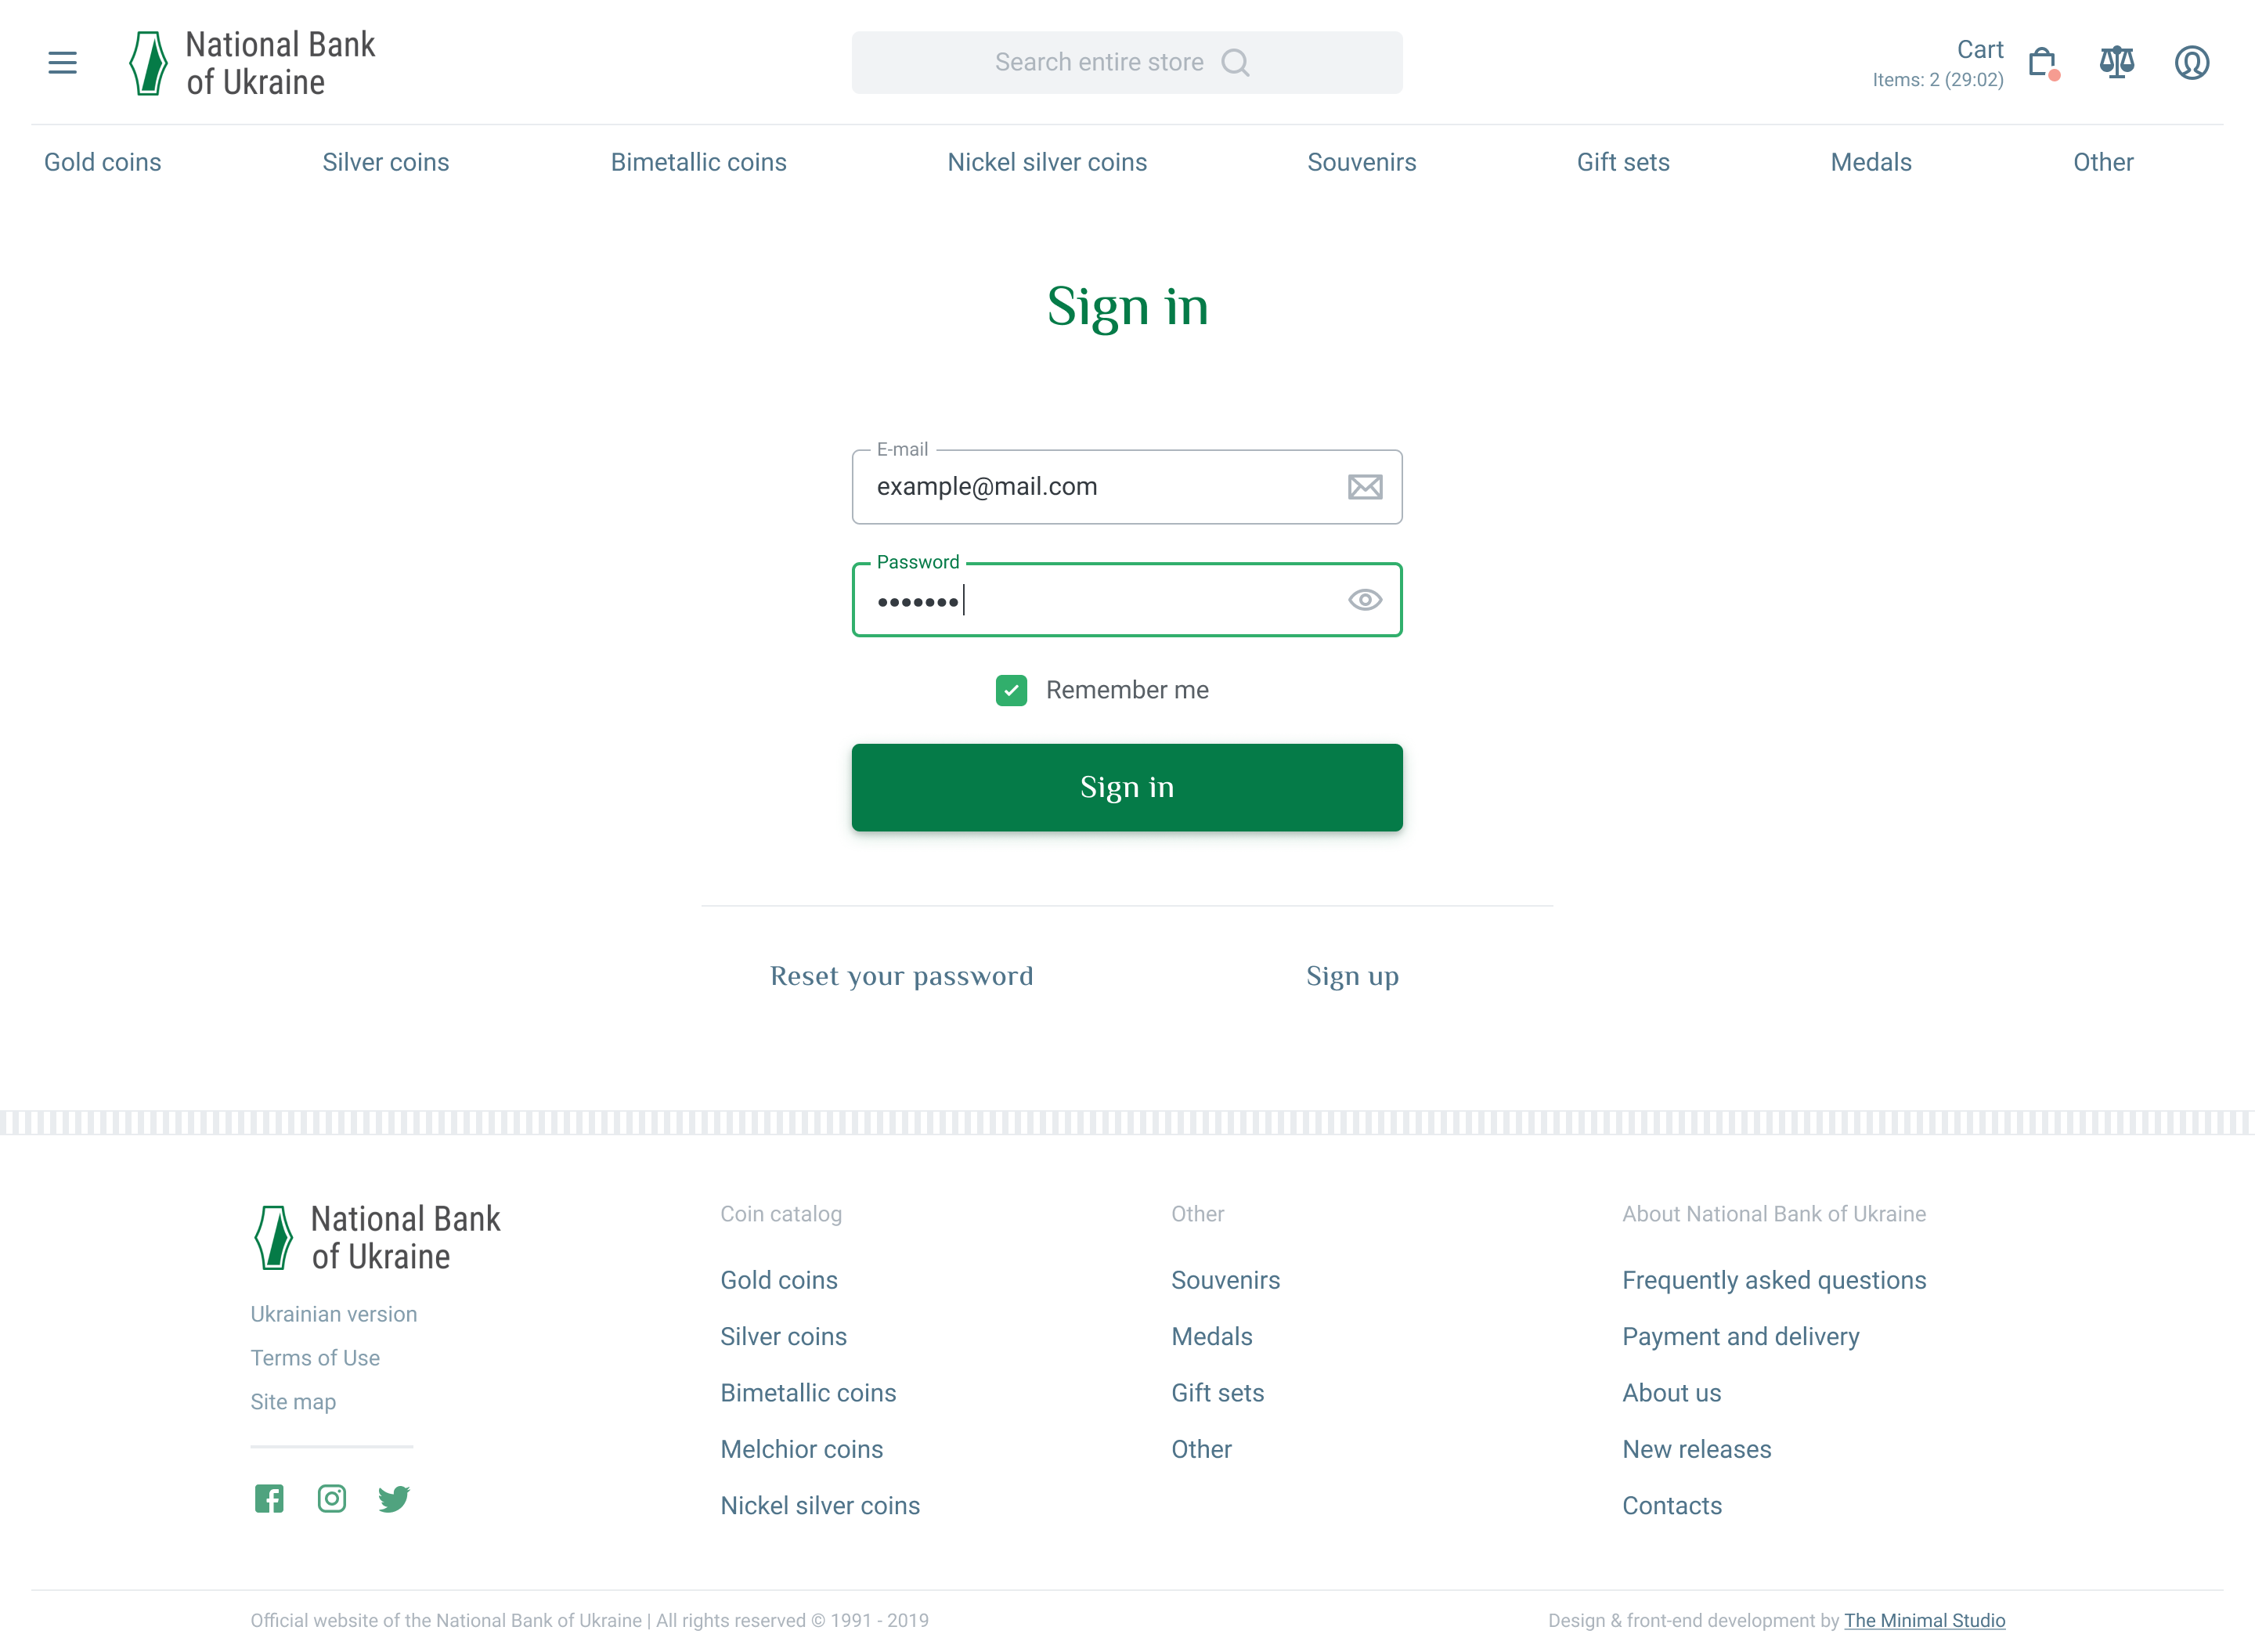 National Bank
of Ukraine
Search entire store
Cart
Items: 2 (29:02)
Gold coins
Silver coins
Bimetallic coins
Nickel silver coins
Souvenirs
Gift sets
Medals
Other
Sign in
E-mail
example@mail.com
Password
•••••••
Remember me
Sign in
Reset your password
Sign up
National Bank
of Ukraine
Ukrainian version
Terms of Use
Site map
Coin catalog
Gold coins
Silver coins
Bimetallic coins
Melchior coins
Nickel silver coins
Other
Souvenirs
Medals
Gift sets
Other
About National Bank of Ukraine
Frequently asked questions
Payment and delivery
About us
New releases
Contacts
Official website of the National Bank of Ukraine | All rights reserved © 1991 - 2019
Design & front-end development by The Minimal Studio